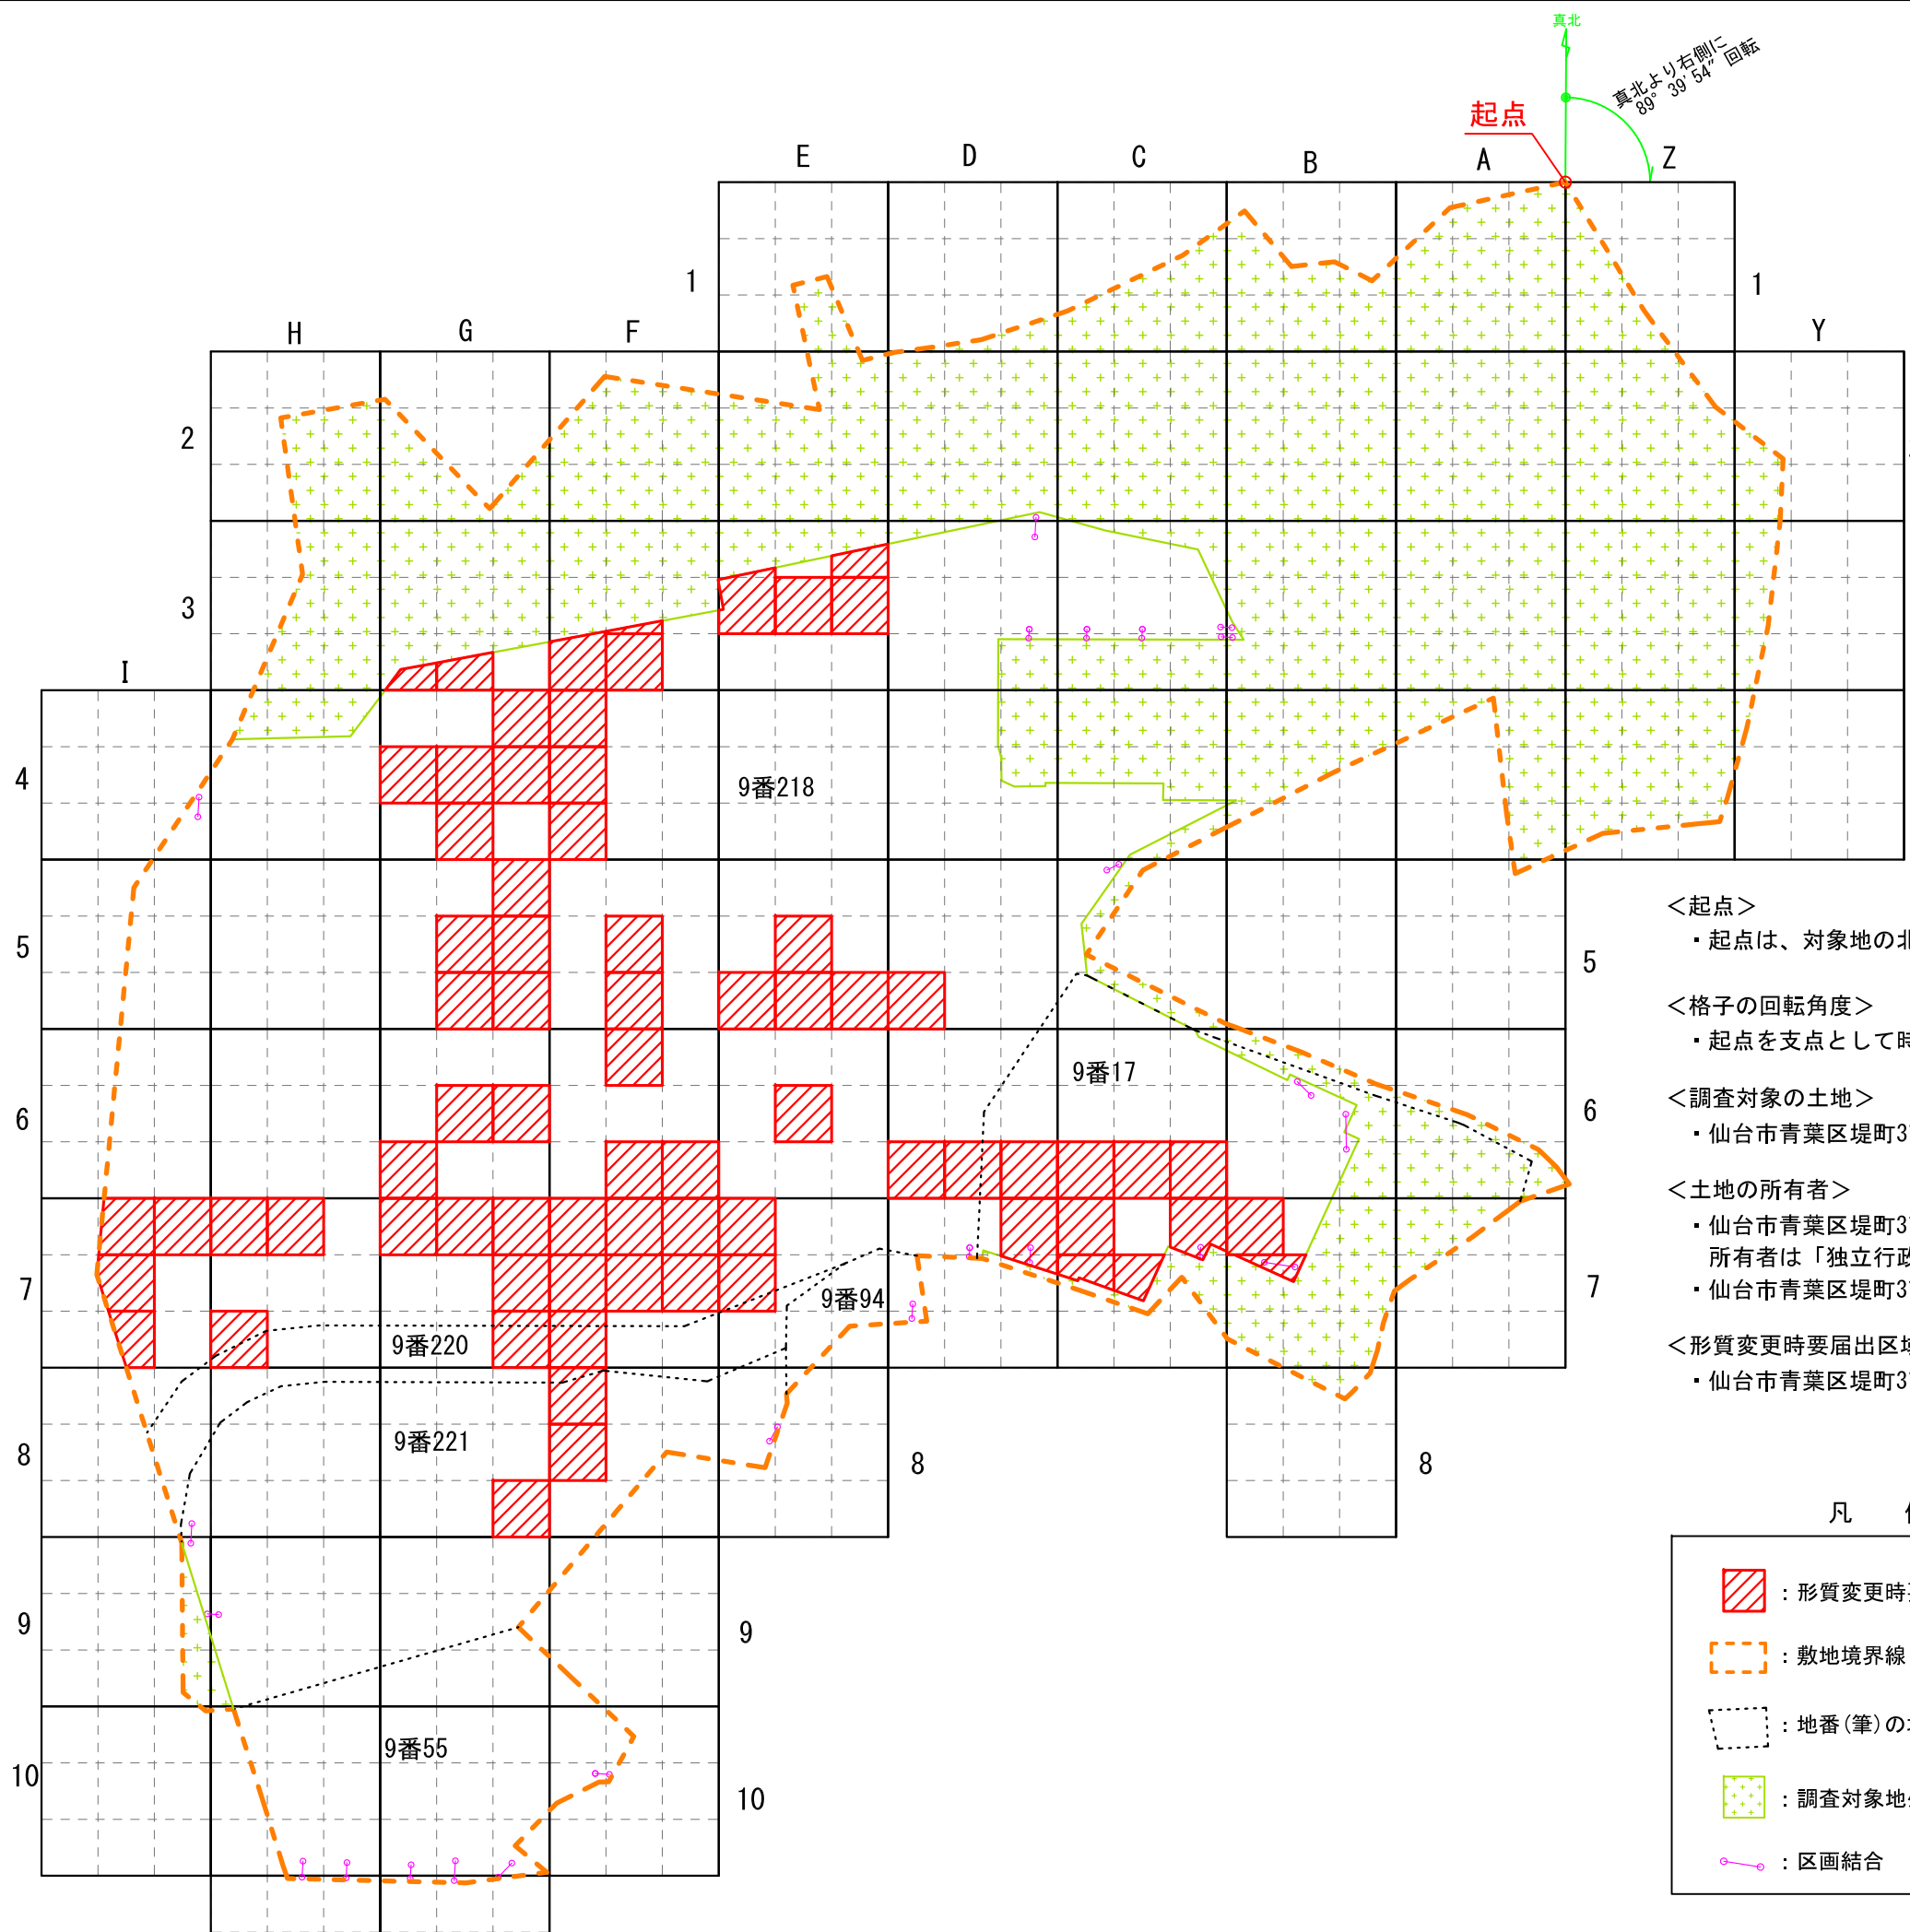 真北
真北より右側に
89° 39′ 54″ 回転
起点
E
D
C
B
A
Z
1
1
H
G
F
Y
2
3
I
4
9番218
5
5
9番17
6
6
7
7
9番94
9番220
9番221
8
8
8
9
9
9番55
10
10
＜起点＞
・起点は、対象地の北
＜格子の回転角度＞
・起点を支点として時
＜調査対象の土地＞
・仙台市青葉区堤町3
＜土地の所有者＞
・仙台市青葉区堤町3
所有者は「独立行政
・仙台市青葉区堤町3
＜形質変更時要届出区域
・仙台市青葉区堤町3
凡
：形質変更時
：敷地境界線
：地番(筆)の
：調査対象地
：区画結合